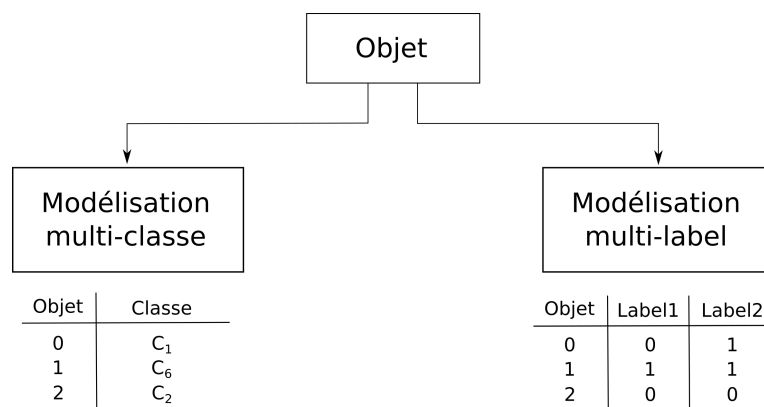 Objet
Modélisation
multi-classe
Modélisation
multi-label
Objet Classe
0 C₁
1 C₆
2 C₂
Objet Label1 Label2
0 0 1
1 1 1
2 0 0